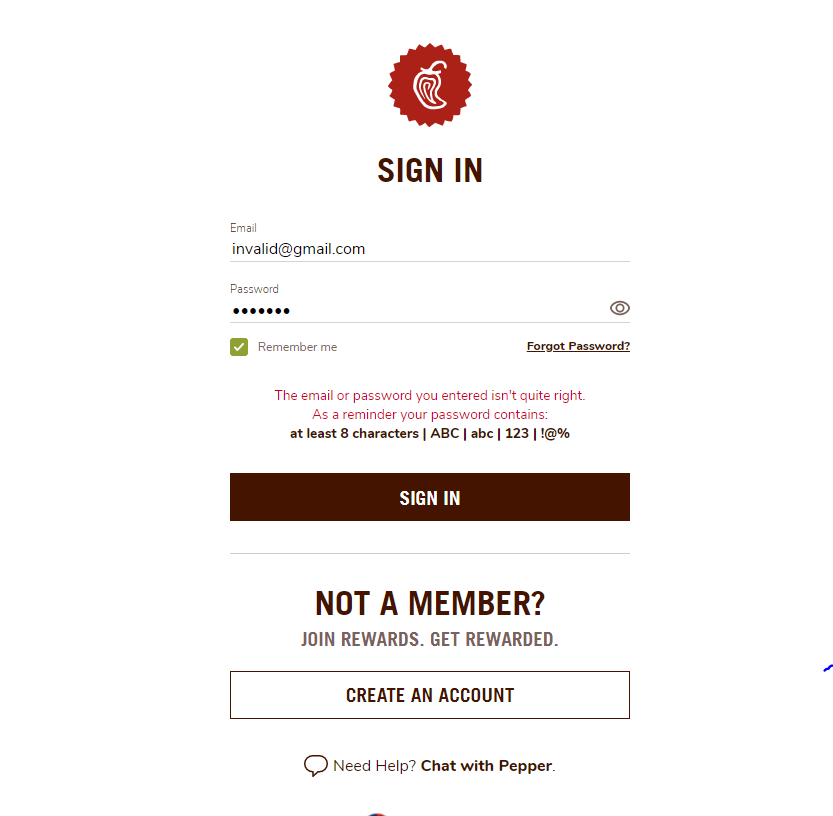 SIGN IN
Email
invalid@gmail.com
Password
•••••••
Remember me
Forgot Password?
The email or password you entered isn't quite right.
As a reminder your password contains:
at least 8 characters | ABC | abc | 123 | !@%
SIGN IN
NOT A MEMBER?
JOIN REWARDS. GET REWARDED.
CREATE AN ACCOUNT
Need Help? Chat with Pepper.